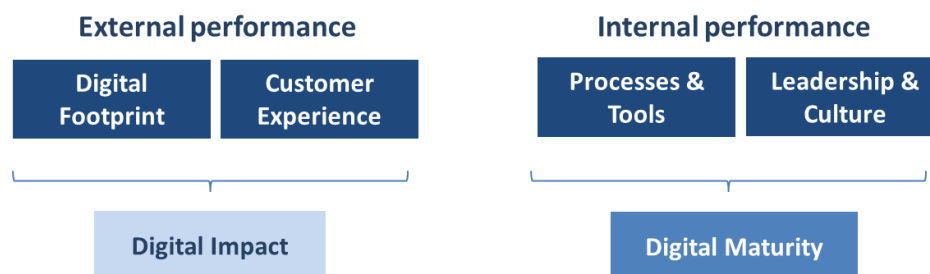 External performance
Digital
Footprint
Customer
Experience
Digital Impact
Internal performance
Processes &
Tools
Leadership &
Culture
Digital Maturity